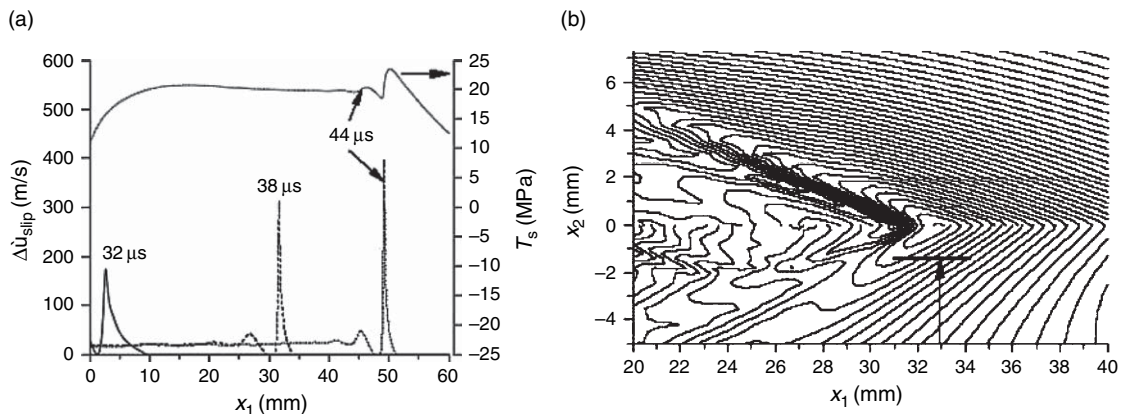 (a)
600
500
400
300
200
100
0
Δu̇slip (m/s)
32 μs
38 μs
44 μs
25
20
15
10
5
0
−5
−10
−15
−20
−25
Ts (MPa)
0 10 20 30 40 50 60
x1 (mm)
(b)
6
4
2
0
−2
−4
x2 (mm)
20 22 24 26 28 30 32 34 36 38 40
x1 (mm)